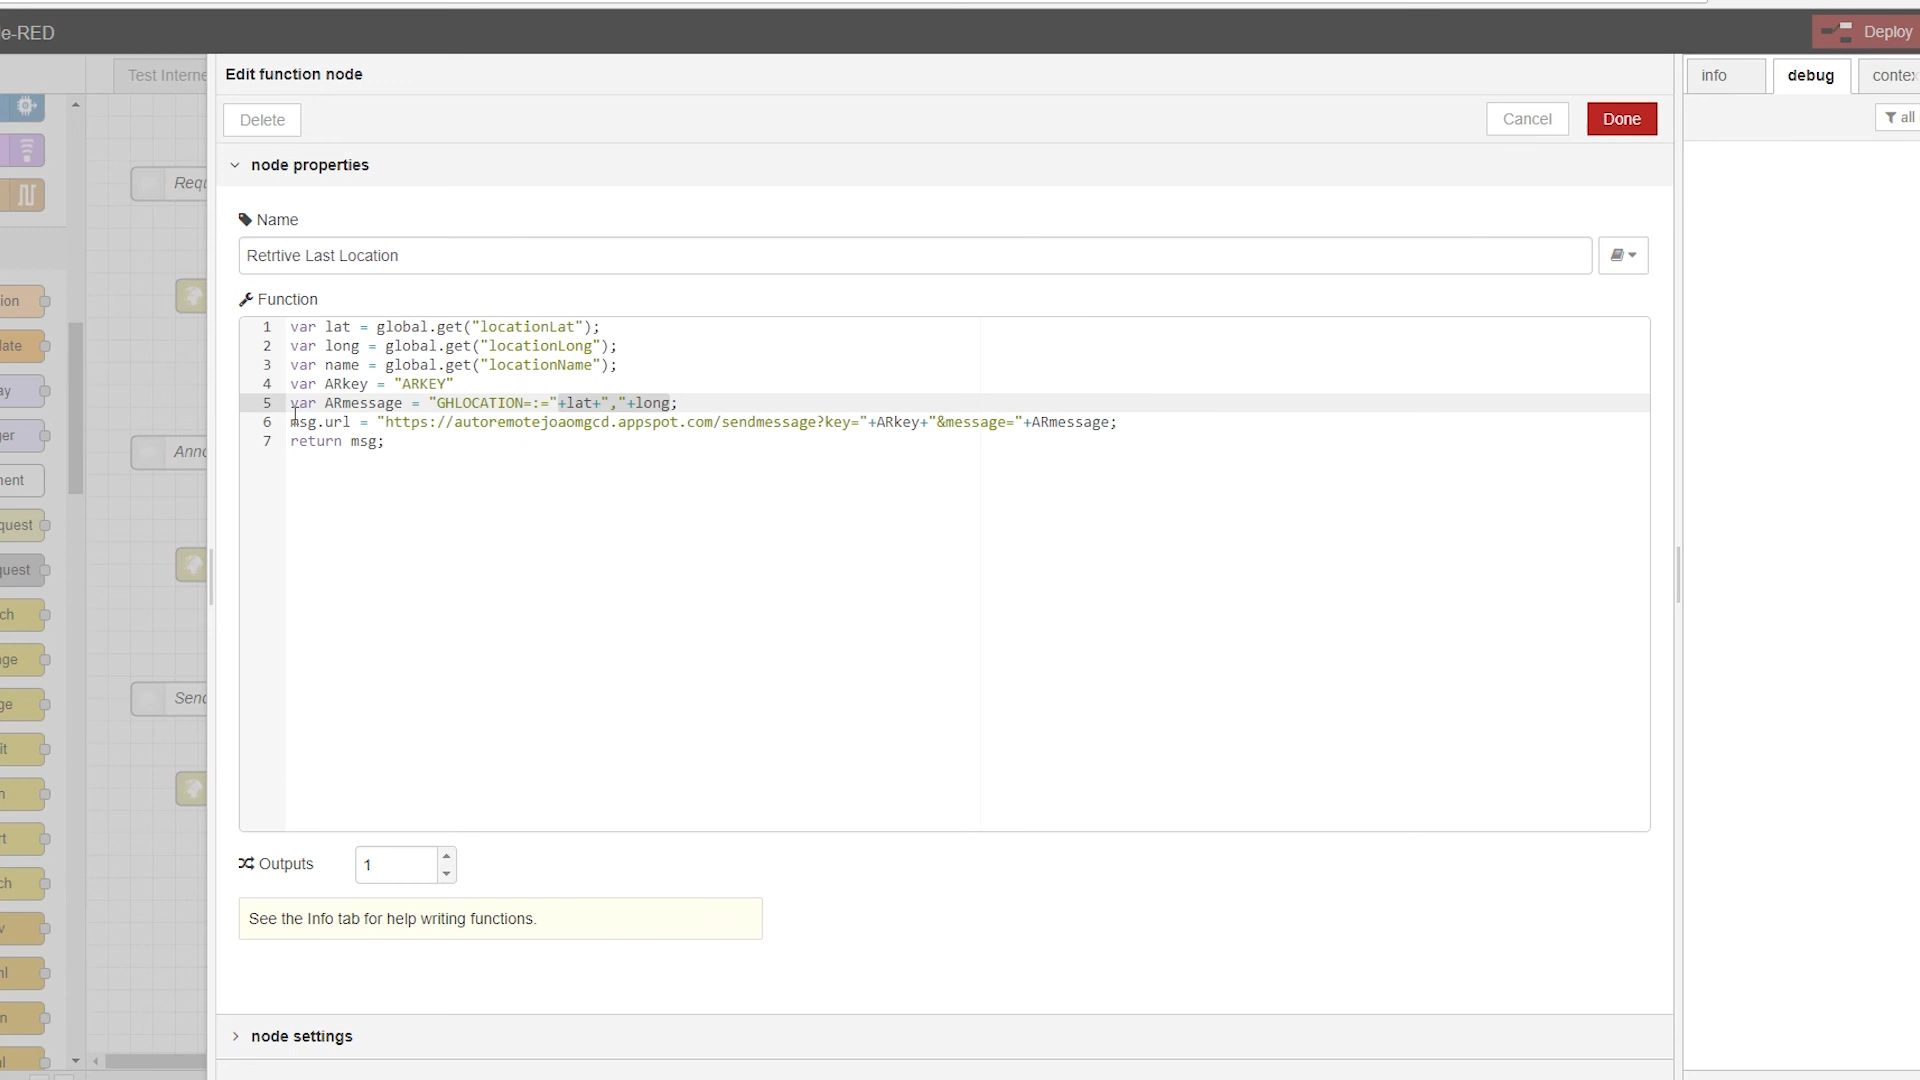 e-RED
Deploy
Test Interne
Edit function node
info
debug
contex
Delete
Cancel
Done
all
node properties
Requ
Name
Retrtive Last Location
Function
1 var lat = global.get("locationLat");
2 var long = global.get("locationLong");
3 var name = global.get("locationName");
4 var ARkey = "ARKEY"
5 var ARmessage = "GHLOCATION=:="+lat+","+long;
6 msg.url = "https://autoremotejoaomgcd.appspot.com/sendmessage?key="+ARkey+"&message="+ARmessage;
7 return msg;
ion
late
ay
ger
Anno
nent
quest
quest
ch
nge
Send
ge
it
n
rt
ch
v
nl
n
nl
Outputs
1
See the Info tab for help writing functions.
node settings